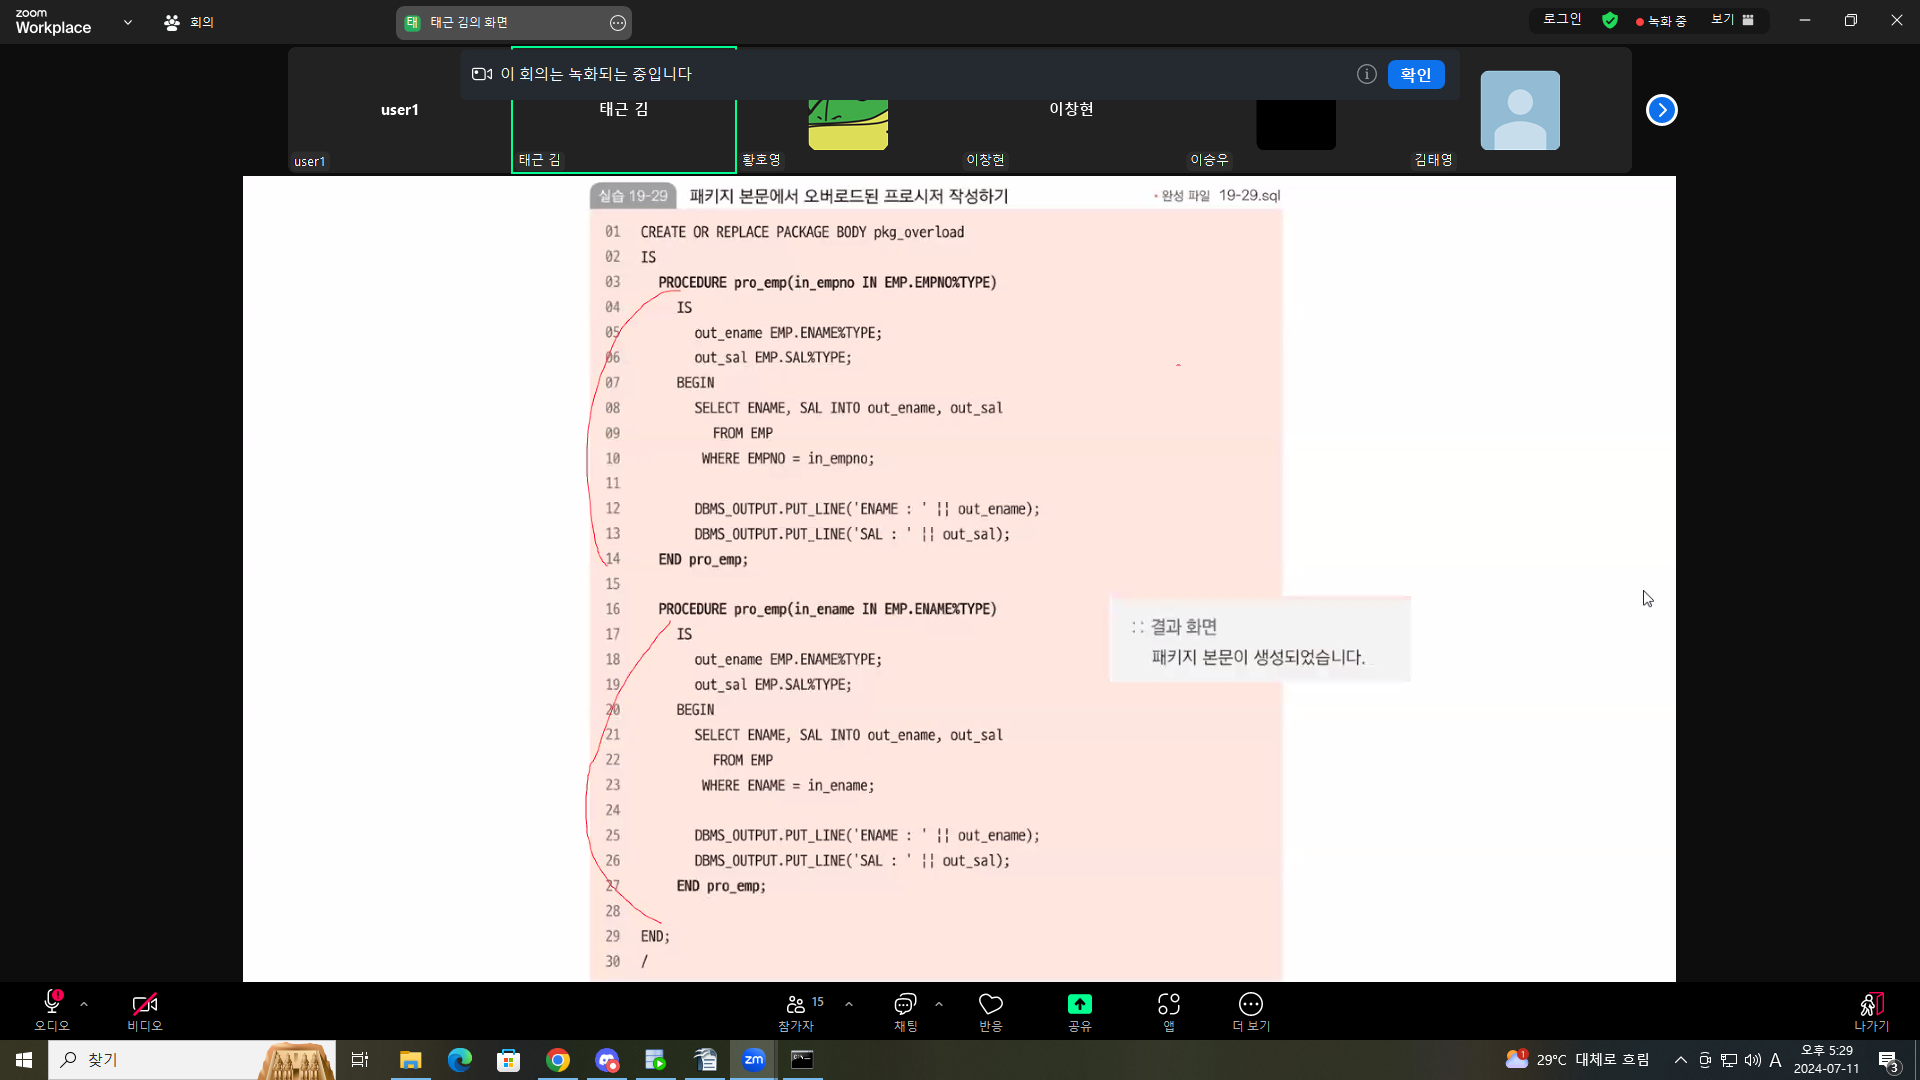 zoom
Workplace
회의
태
태근 김의 화면
로그인
녹화 중
보기
이 회의는 녹화되는 중입니다
확인
user1
태근 김
이창현
user1
태근 김
황호영
이창현
이승우
김태영
실습 19-29 패키지 본문에서 오버로드된 프로시저 작성하기 • 완성 파일 19-29.sql
01 CREATE OR REPLACE PACKAGE BODY pkg_overload
02 IS
03 PROCEDURE pro_emp(in_empno IN EMP.EMPNO%TYPE)
04 IS
05 out_ename EMP.ENAME%TYPE;
06 out_sal EMP.SAL%TYPE;
07 BEGIN
08 SELECT ENAME, SAL INTO out_ename, out_sal
09 FROM EMP
10 WHERE EMPNO = in_empno;
11
12 DBMS_OUTPUT.PUT_LINE('ENAME : ' || out_ename);
13 DBMS_OUTPUT.PUT_LINE('SAL : ' || out_sal);
14 END pro_emp;
15
16 PROCEDURE pro_emp(in_ename IN EMP.ENAME%TYPE)
17 IS
18 out_ename EMP.ENAME%TYPE;
19 out_sal EMP.SAL%TYPE;
20 BEGIN
21 SELECT ENAME, SAL INTO out_ename, out_sal
22 FROM EMP
23 WHERE ENAME = in_ename;
24
25 DBMS_OUTPUT.PUT_LINE('ENAME : ' || out_ename);
26 DBMS_OUTPUT.PUT_LINE('SAL : ' || out_sal);
27 END pro_emp;
28
29 END;
30 /
:: 결과 화면
패키지 본문이 생성되었습니다.
오디오
비디오
15
참가자
채팅
반응
공유
앱
더 보기
나가기
찾기
zm
1
29°C 대체로 흐림
A
오후 5:29
2024-07-11
3